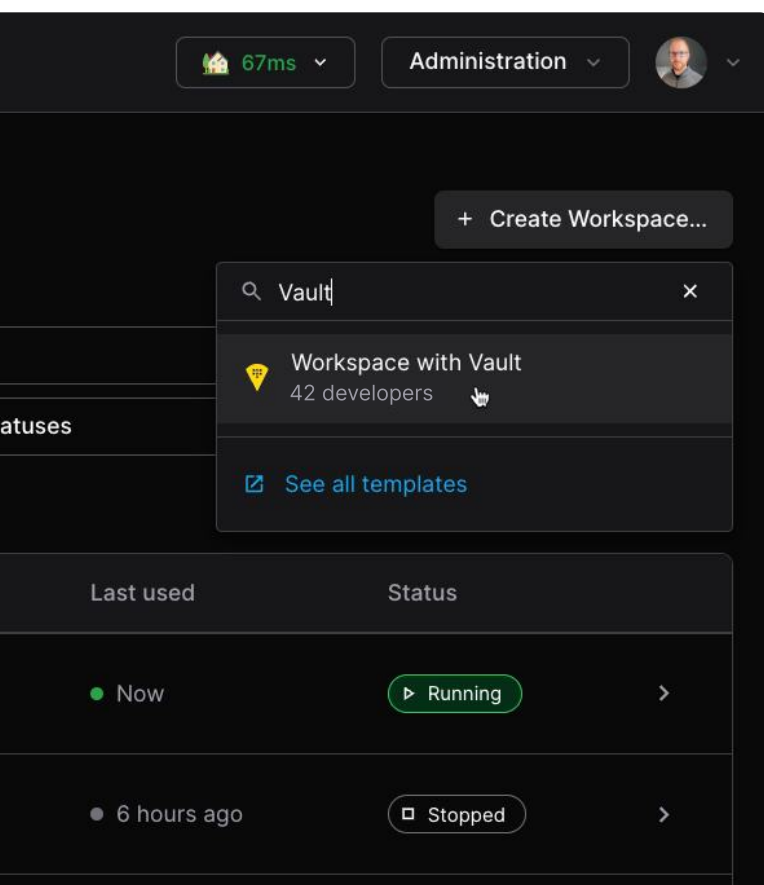 67ms
Administration
+ Create Workspace...
Vault
Workspace with Vault
42 developers
atuses
See all templates
Last used
Status
Now
Running
6 hours ago
Stopped